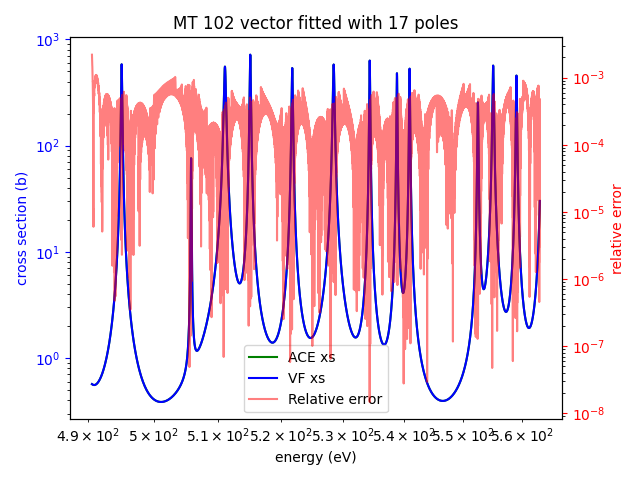 MT 102 vector fitted with 17 poles
10³
10²
10¹
10⁰
cross section (b)
10⁻³
10⁻⁴
10⁻⁵
10⁻⁶
10⁻⁷
10⁻⁸
relative error
ACE xs
VF xs
Relative error
4.9 × 10² 5 × 10² 5.1 × 10² 5.2 × 10² 5.3 × 10² 5.4 × 10² 5.5 × 10² 5.6 × 10²
energy (eV)